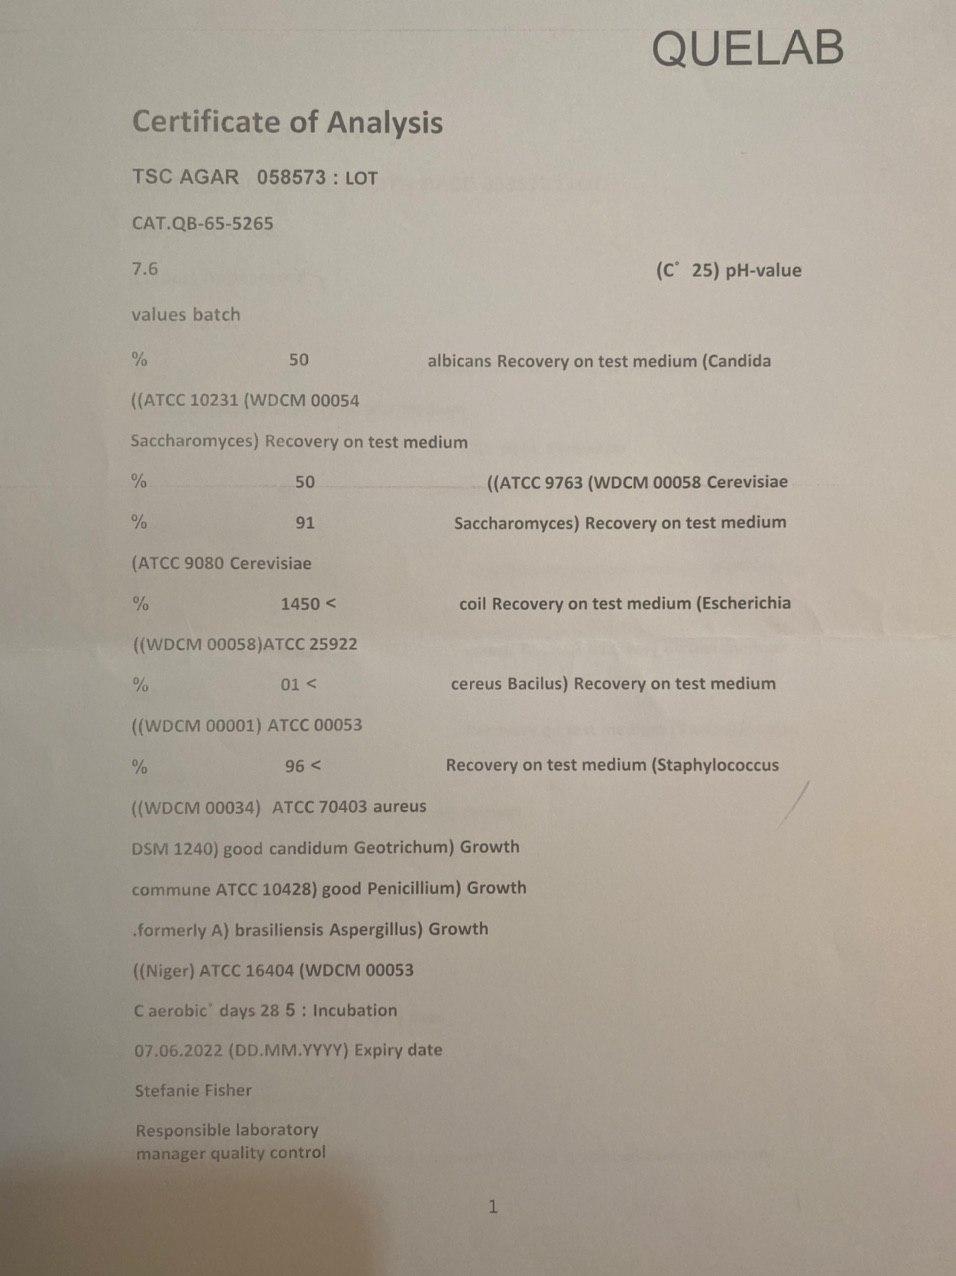 QUELAB
Certificate of Analysis
TSC AGAR 058573 : LOT
CAT.QB-65-5265
7.6 (C° 25) pH-value
values batch
% 50 albicans Recovery on test medium (Candida
((ATCC 10231 (WDCM 00054
Saccharomyces) Recovery on test medium
% 50 ((ATCC 9763 (WDCM 00058 Cerevisiae
% 91 Saccharomyces) Recovery on test medium
(ATCC 9080 Cerevisiae
% 1450 < coil Recovery on test medium (Escherichia
((WDCM 00058)ATCC 25922
% 01 < cereus Bacilus) Recovery on test medium
((WDCM 00001) ATCC 00053
% 96 < Recovery on test medium (Staphylococcus
((WDCM 00034) ATCC 70403 aureus
DSM 1240) good candidum Geotrichum) Growth
commune ATCC 10428) good Penicillium) Growth
.formerly A) brasiliensis Aspergillus) Growth
((Niger) ATCC 16404 (WDCM 00053
C aerobic° days 28 5 : Incubation
07.06.2022 (DD.MM.YYYY) Expiry date
Stefanie Fisher
Responsible laboratory
manager quality control
1